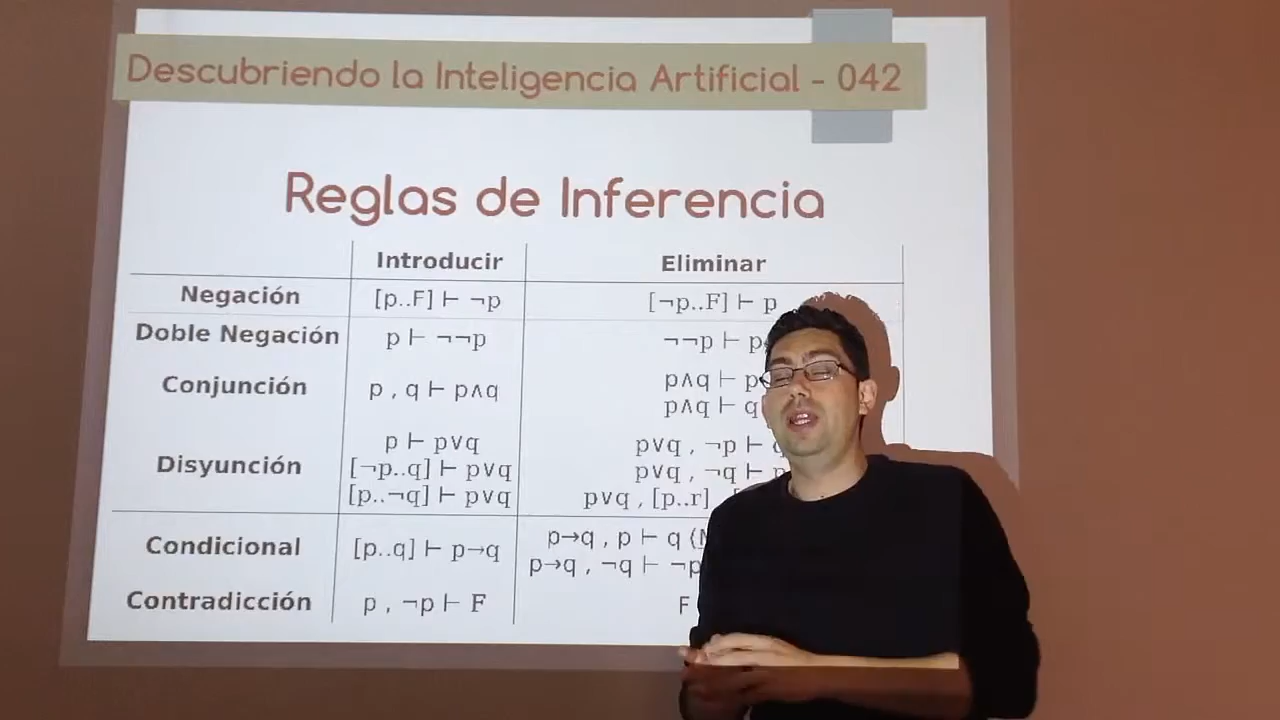 Descubriendo la Inteligencia Artificial - 042
Reglas de Inferencia
Introducir Eliminar
Negación [p..F] ⊢ ¬p [¬p..F] ⊢ p
Doble Negación p ⊢ ¬¬p ¬¬p ⊢ p
Conjunción p , q ⊢ p∧q p∧q ⊢ p
p∧q ⊢ q
Disyunción p ⊢ p∨q p∨q , ¬p ⊢
[¬p..q] ⊢ p∨q p∨q , ¬q ⊢
[p..¬q] ⊢ p∨q p∨q , [p..r] ,
Condicional [p..q] ⊢ p→q p→q , p ⊢ q
p→q , ¬q ⊢ ¬p
Contradicción p , ¬p ⊢ F F